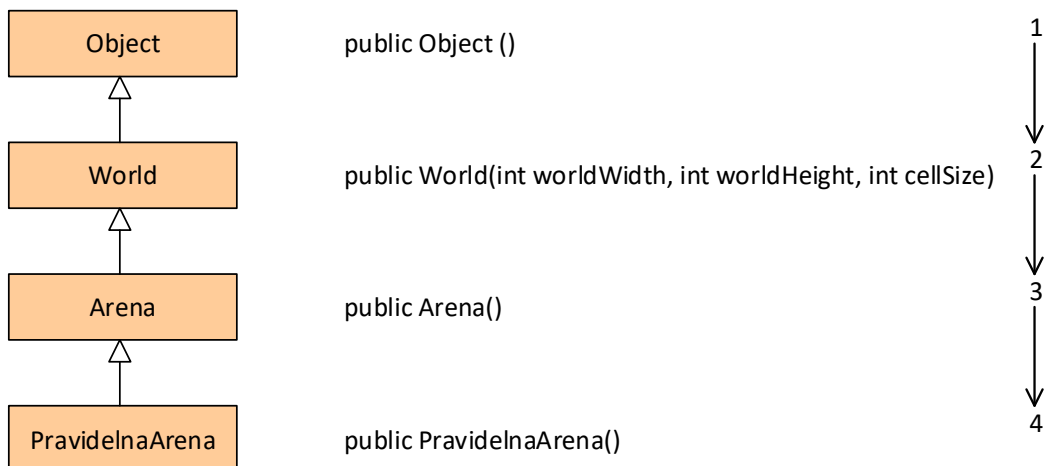 Object public Object () 1
World public World(int worldWidth, int worldHeight, int cellSize) 2
Arena public Arena() 3
PravidelnaArena public PravidelnaArena() 4